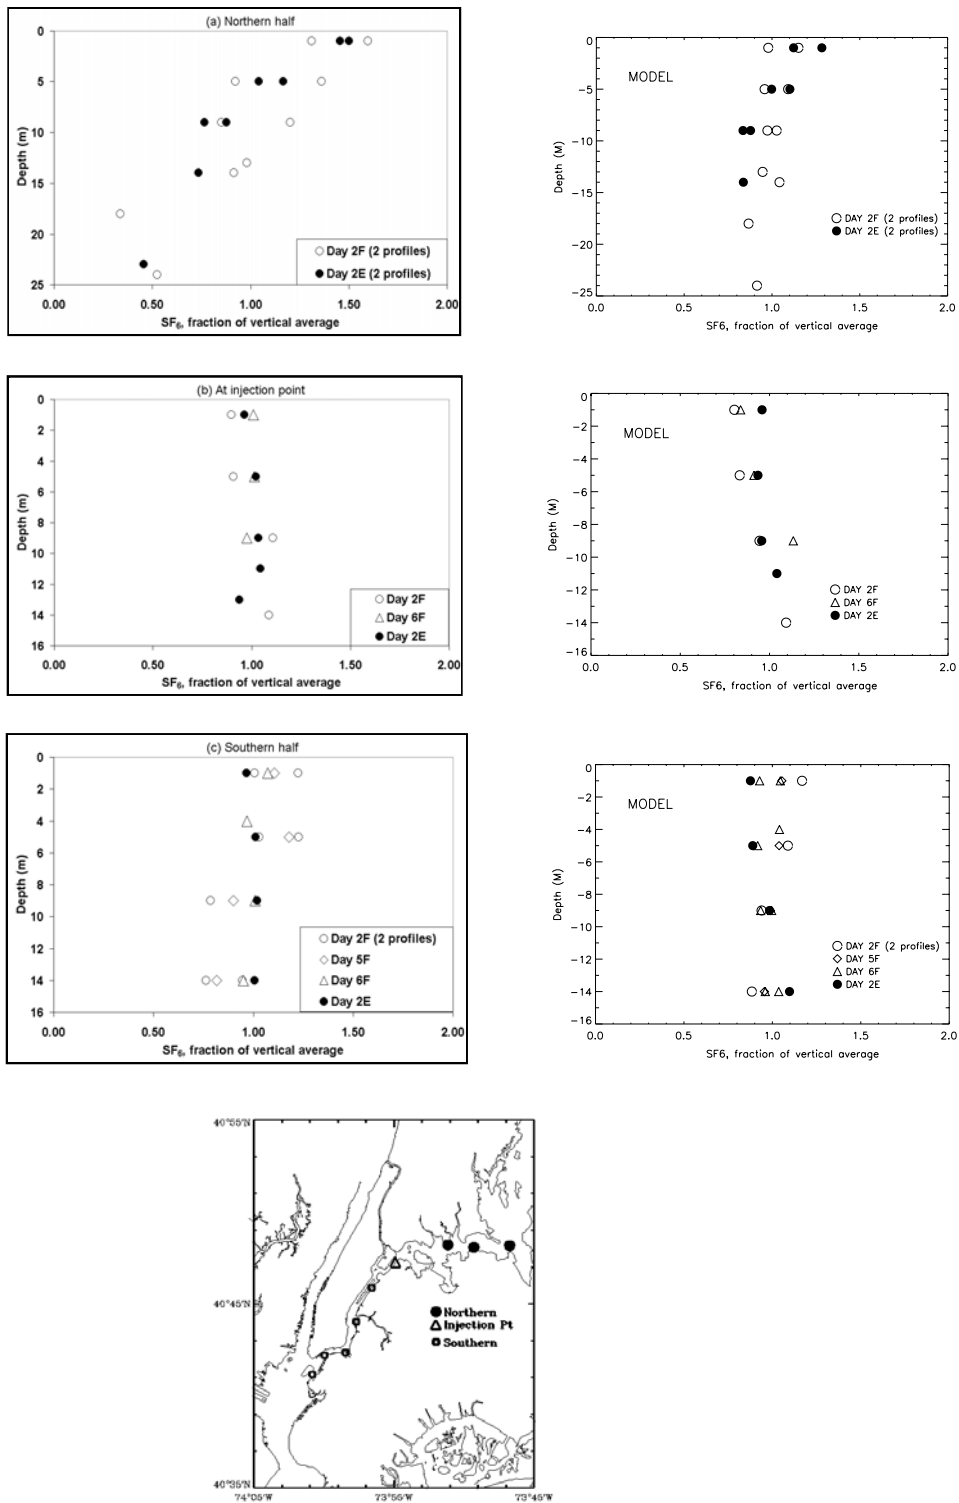 (a) Northern half
0
5
10
15
20
25
Depth (m)
Day 2F (2 profiles)
Day 2E (2 profiles)
0.00 0.50 1.00 1.50 2.00
SF₆, fraction of vertical average
0
-5
-10
-15
-20
-25
Depth (M)
MODEL
DAY 2F (2 profiles)
DAY 2E (2 profiles)
0.0 0.5 1.0 1.5 2.0
SF6, fraction of vertical average
(b) At injection point
0
2
4
6
8
10
12
14
16
Depth (m)
Day 2F
Day 6F
Day 2E
0.00 0.50 1.00 1.50 2.00
SF₆, fraction of vertical average
0
-2
-4
-6
-8
-10
-12
-14
-16
Depth (M)
MODEL
DAY 2F
DAY 6F
DAY 2E
0.0 0.5 1.0 1.5 2.0
SF6, fraction of vertical average
(c) Southern half
0
2
4
6
8
10
12
14
16
Depth (m)
Day 2F (2 profiles)
Day 5F
Day 6F
Day 2E
0.00 0.50 1.00 1.50 2.00
SF₆, fraction of vertical average
0
-2
-4
-6
-8
-10
-12
-14
-16
Depth (M)
MODEL
DAY 2F (2 profiles)
DAY 5F
DAY 6F
DAY 2E
0.0 0.5 1.0 1.5 2.0
SF6, fraction of vertical average
40°55'N
40°45'N
40°35'N
Northern
Injection Pt
Southern
74°05'W 73°55'W 73°45'W